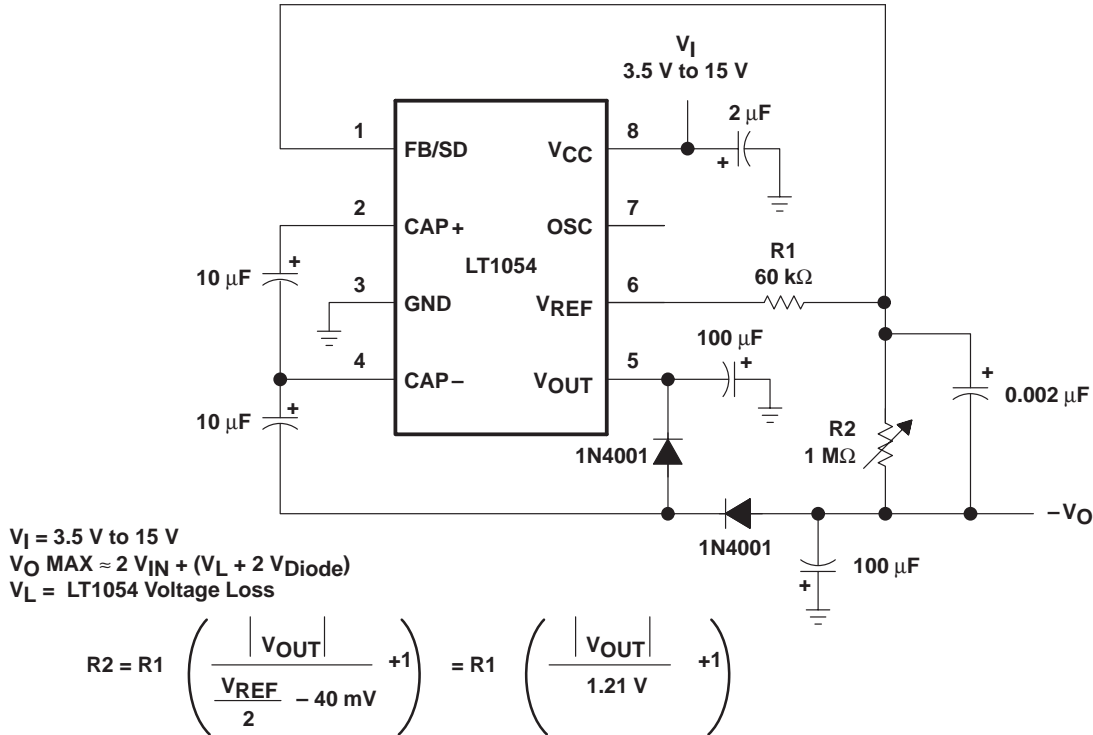 V_I
3.5 V to 15 V
2 µF
+
1
FB/SD
V_CC
8
2
CAP+
OSC
7
LT1054
10 µF
+
3
GND
V_REF
6
R1
60 kΩ
4
CAP−
V_OUT
5
100 µF
+
10 µF
+
1N4001
R2
1 MΩ
+
0.002 µF
1N4001
−V_O
100 µF
+
V_I = 3.5 V to 15 V
V_O MAX ≈ 2 V_IN + (V_L + 2 V_Diode)
V_L = LT1054 Voltage Loss
R2 = R1 ( |V_OUT| / (V_REF / 2 − 40 mV) +1 ) = R1 ( |V_OUT| / 1.21 V +1 )